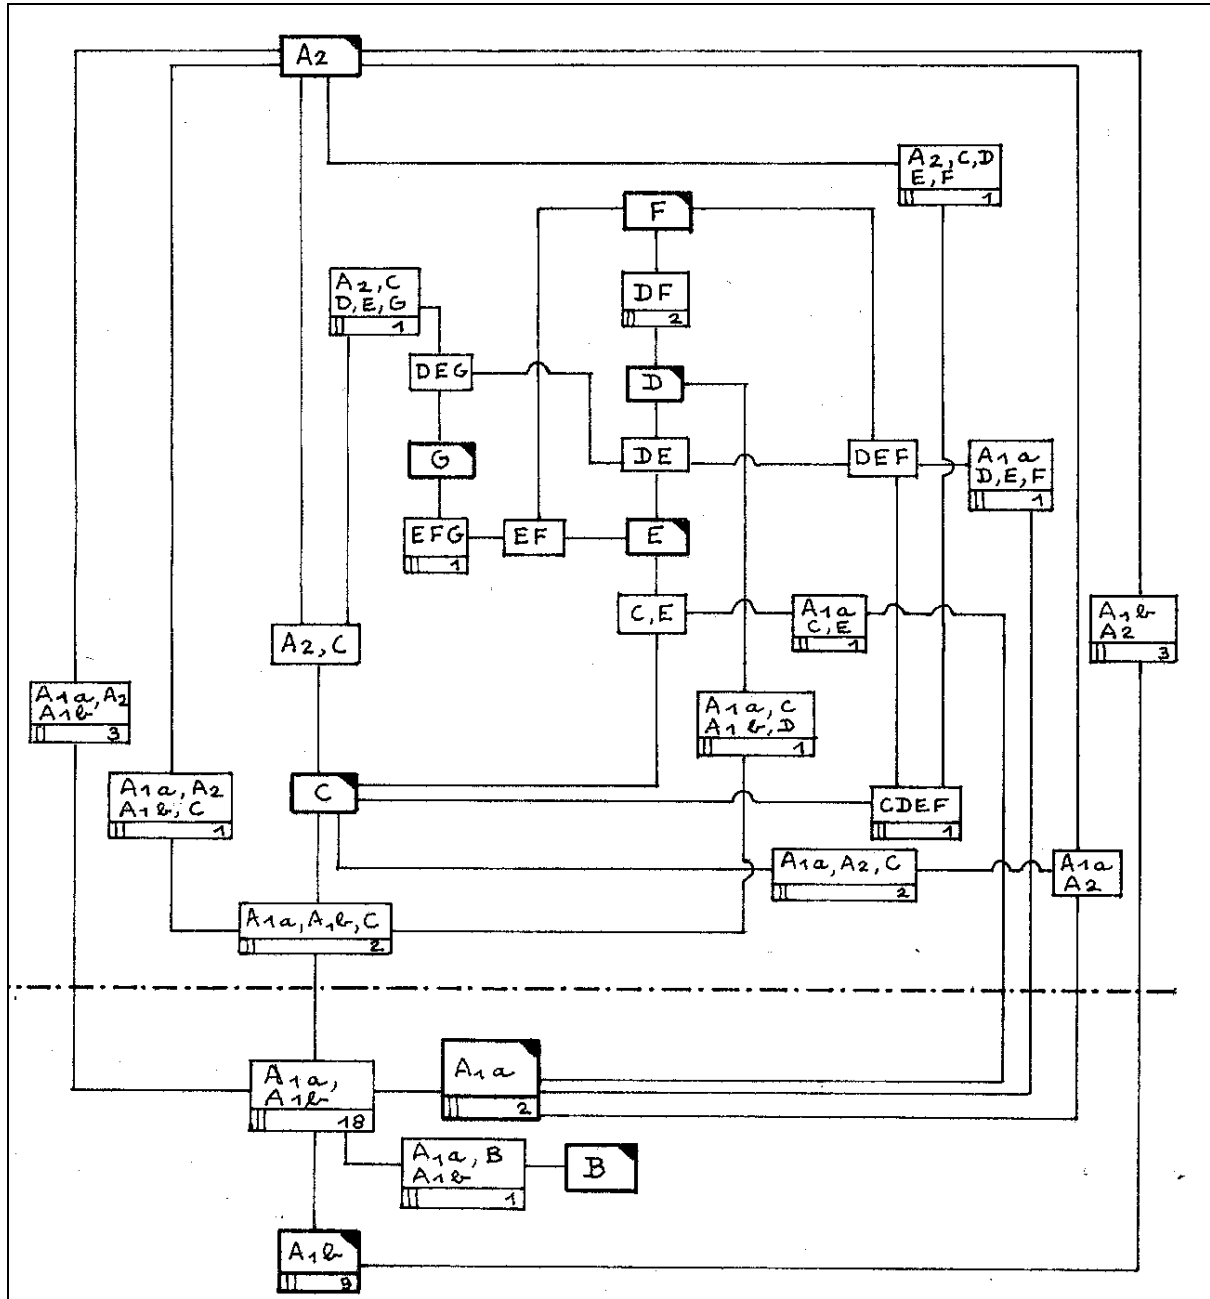 A2
A2, C, D
E, F
1
F
A2, C
D, E, G
1
DF
2
DEG
D
G
DE
DEF
A1a
D, E, F
1
EFG
1
EF
E
C, E
A1a
C, E
1
A1b
A2
3
A2, C
A1a, A2
A1b
3
A1a, C
A1b, D
1
A1a, A2
A1b, C
1
C
CDEF
1
A1a, A2, C
2
A1a
A2
A1a, A1b, C
2
A1a,
A1b
18
A1a
2
A1a, B
A1b
1
B
A1b
9